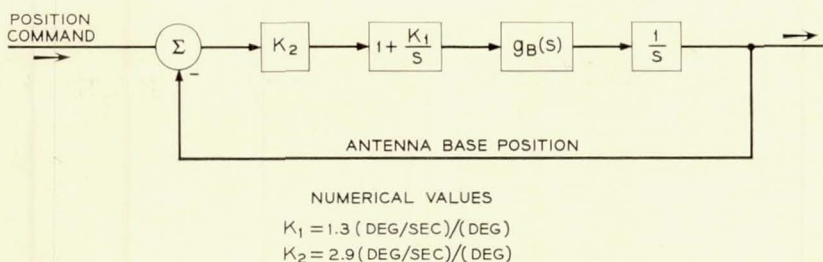 POSITION
COMMAND
Σ
K₂
1 + K₁/S
gB(s)
1/S
-
ANTENNA BASE POSITION
NUMERICAL VALUES
K₁ = 1.3 (DEG/SEC)/(DEG)
K₂ = 2.9 (DEG/SEC)/(DEG)